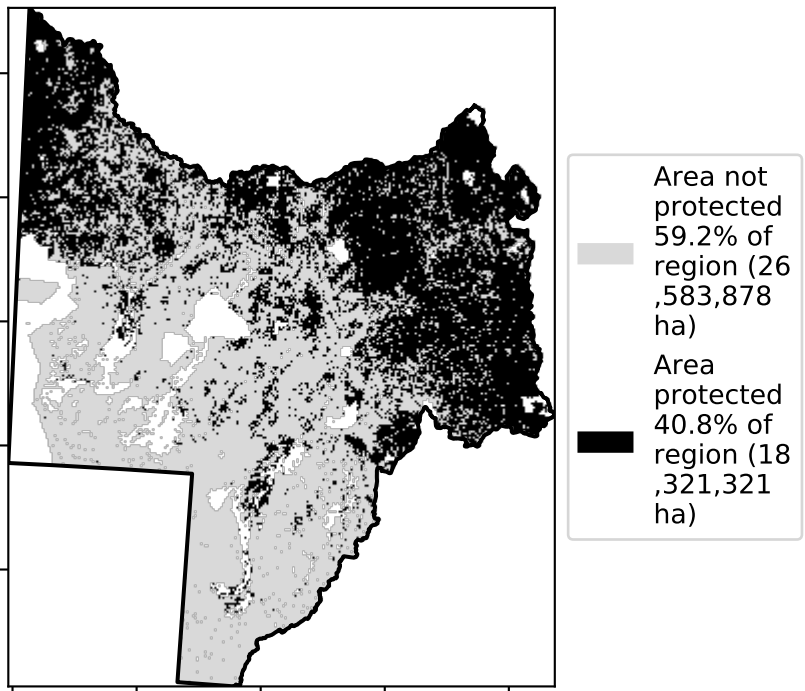 Area not
protected
59.2% of
region (26
,583,878
ha)
Area
protected
40.8% of
region (18
,321,321
ha)